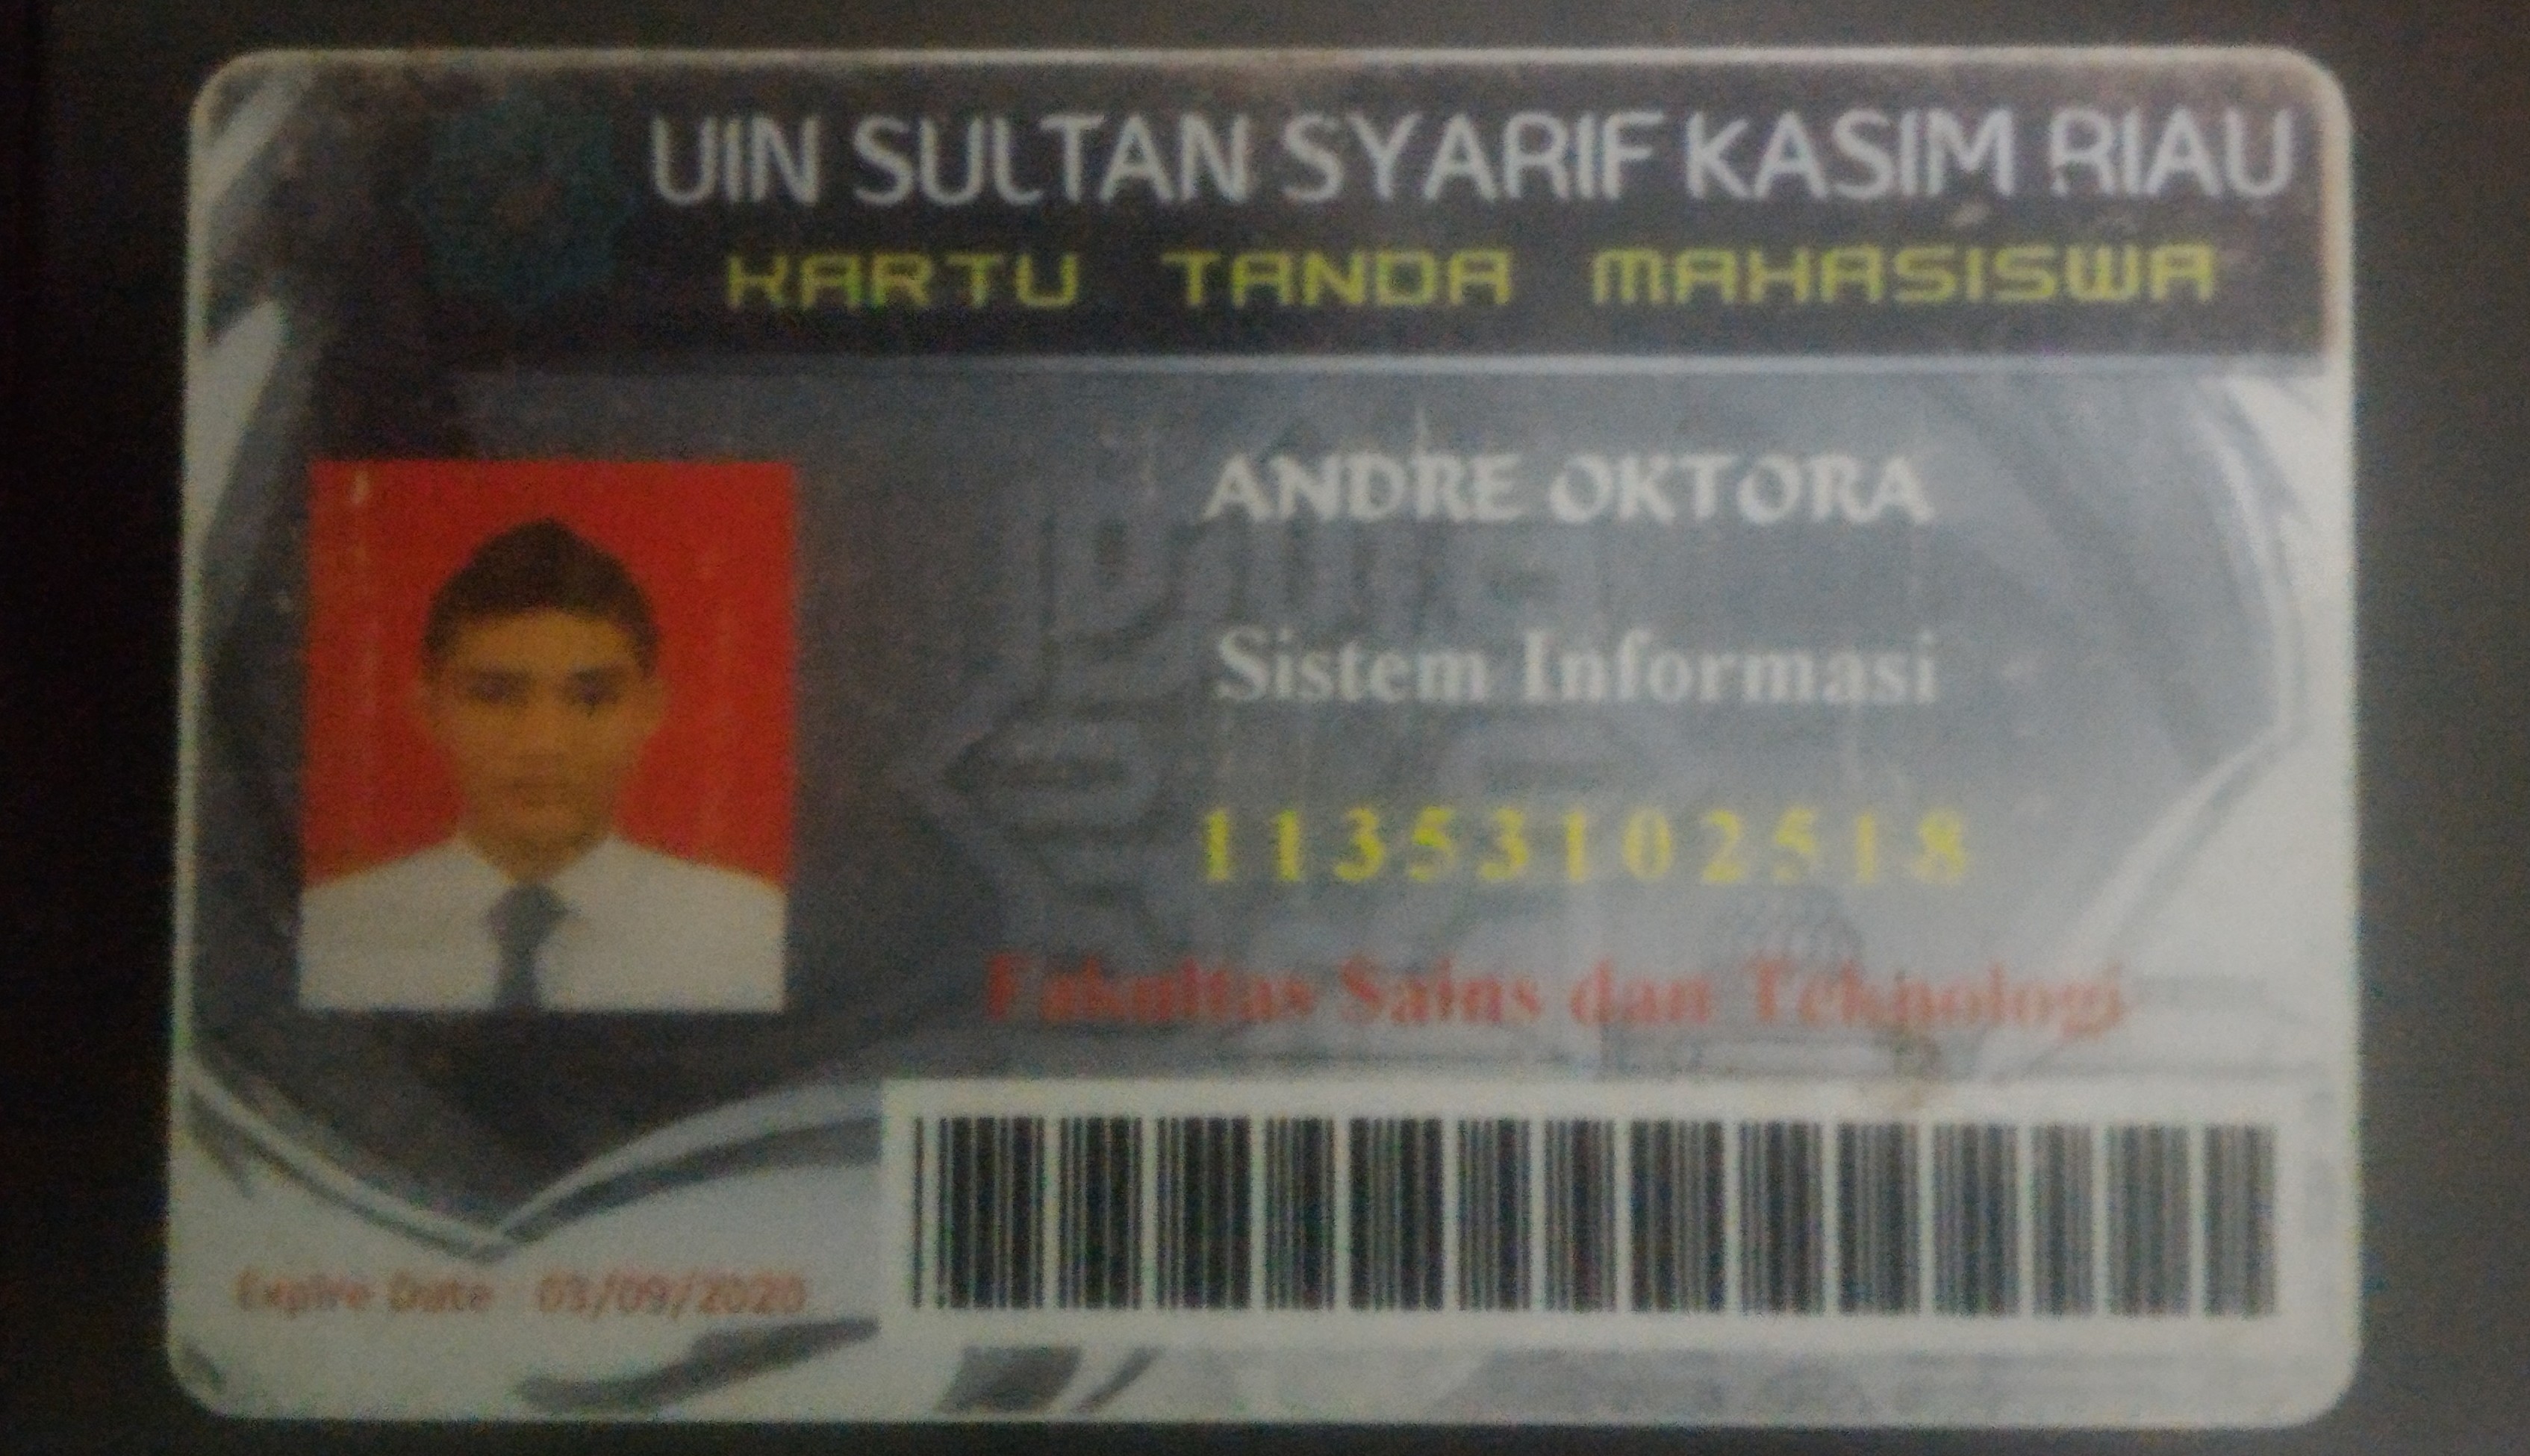 UIN SULTAN SYARIF KASIM RIAU
KARTU TANDA MAHASISWA
ANDRE OKTORA
Sistem Informasi
11353102518
Fakultas Sains dan Teknologi
Expire Date 03/09/2020